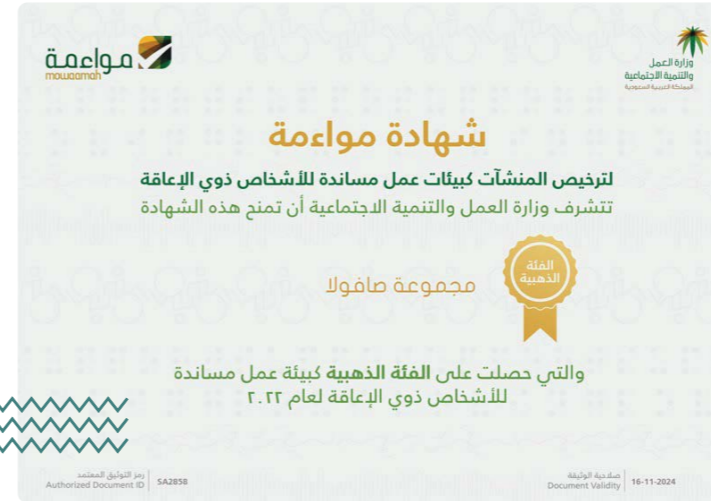 مواءمة
mowaamah
وزارة العمل
والتنمية الاجتماعية
المملكة العربية السعودية
شهادة مواءمة
لترخيص المنشآت كبيئات عمل مساندة للأشخاص ذوي الإعاقة
تتشرف وزارة العمل والتنمية الاجتماعية أن تمنح هذه الشهادة
الفئة
الذهبية
مجموعة صافولا
والتي حصلت على الفئة الذهبية كبيئة عمل مساندة
للأشخاص ذوي الإعاقة لعام ٢٠٢٢
رمز التوثيق المعتمد
Authorized Document ID
SA2858
صلاحية الوثيقة
Document Validity
16-11-2024